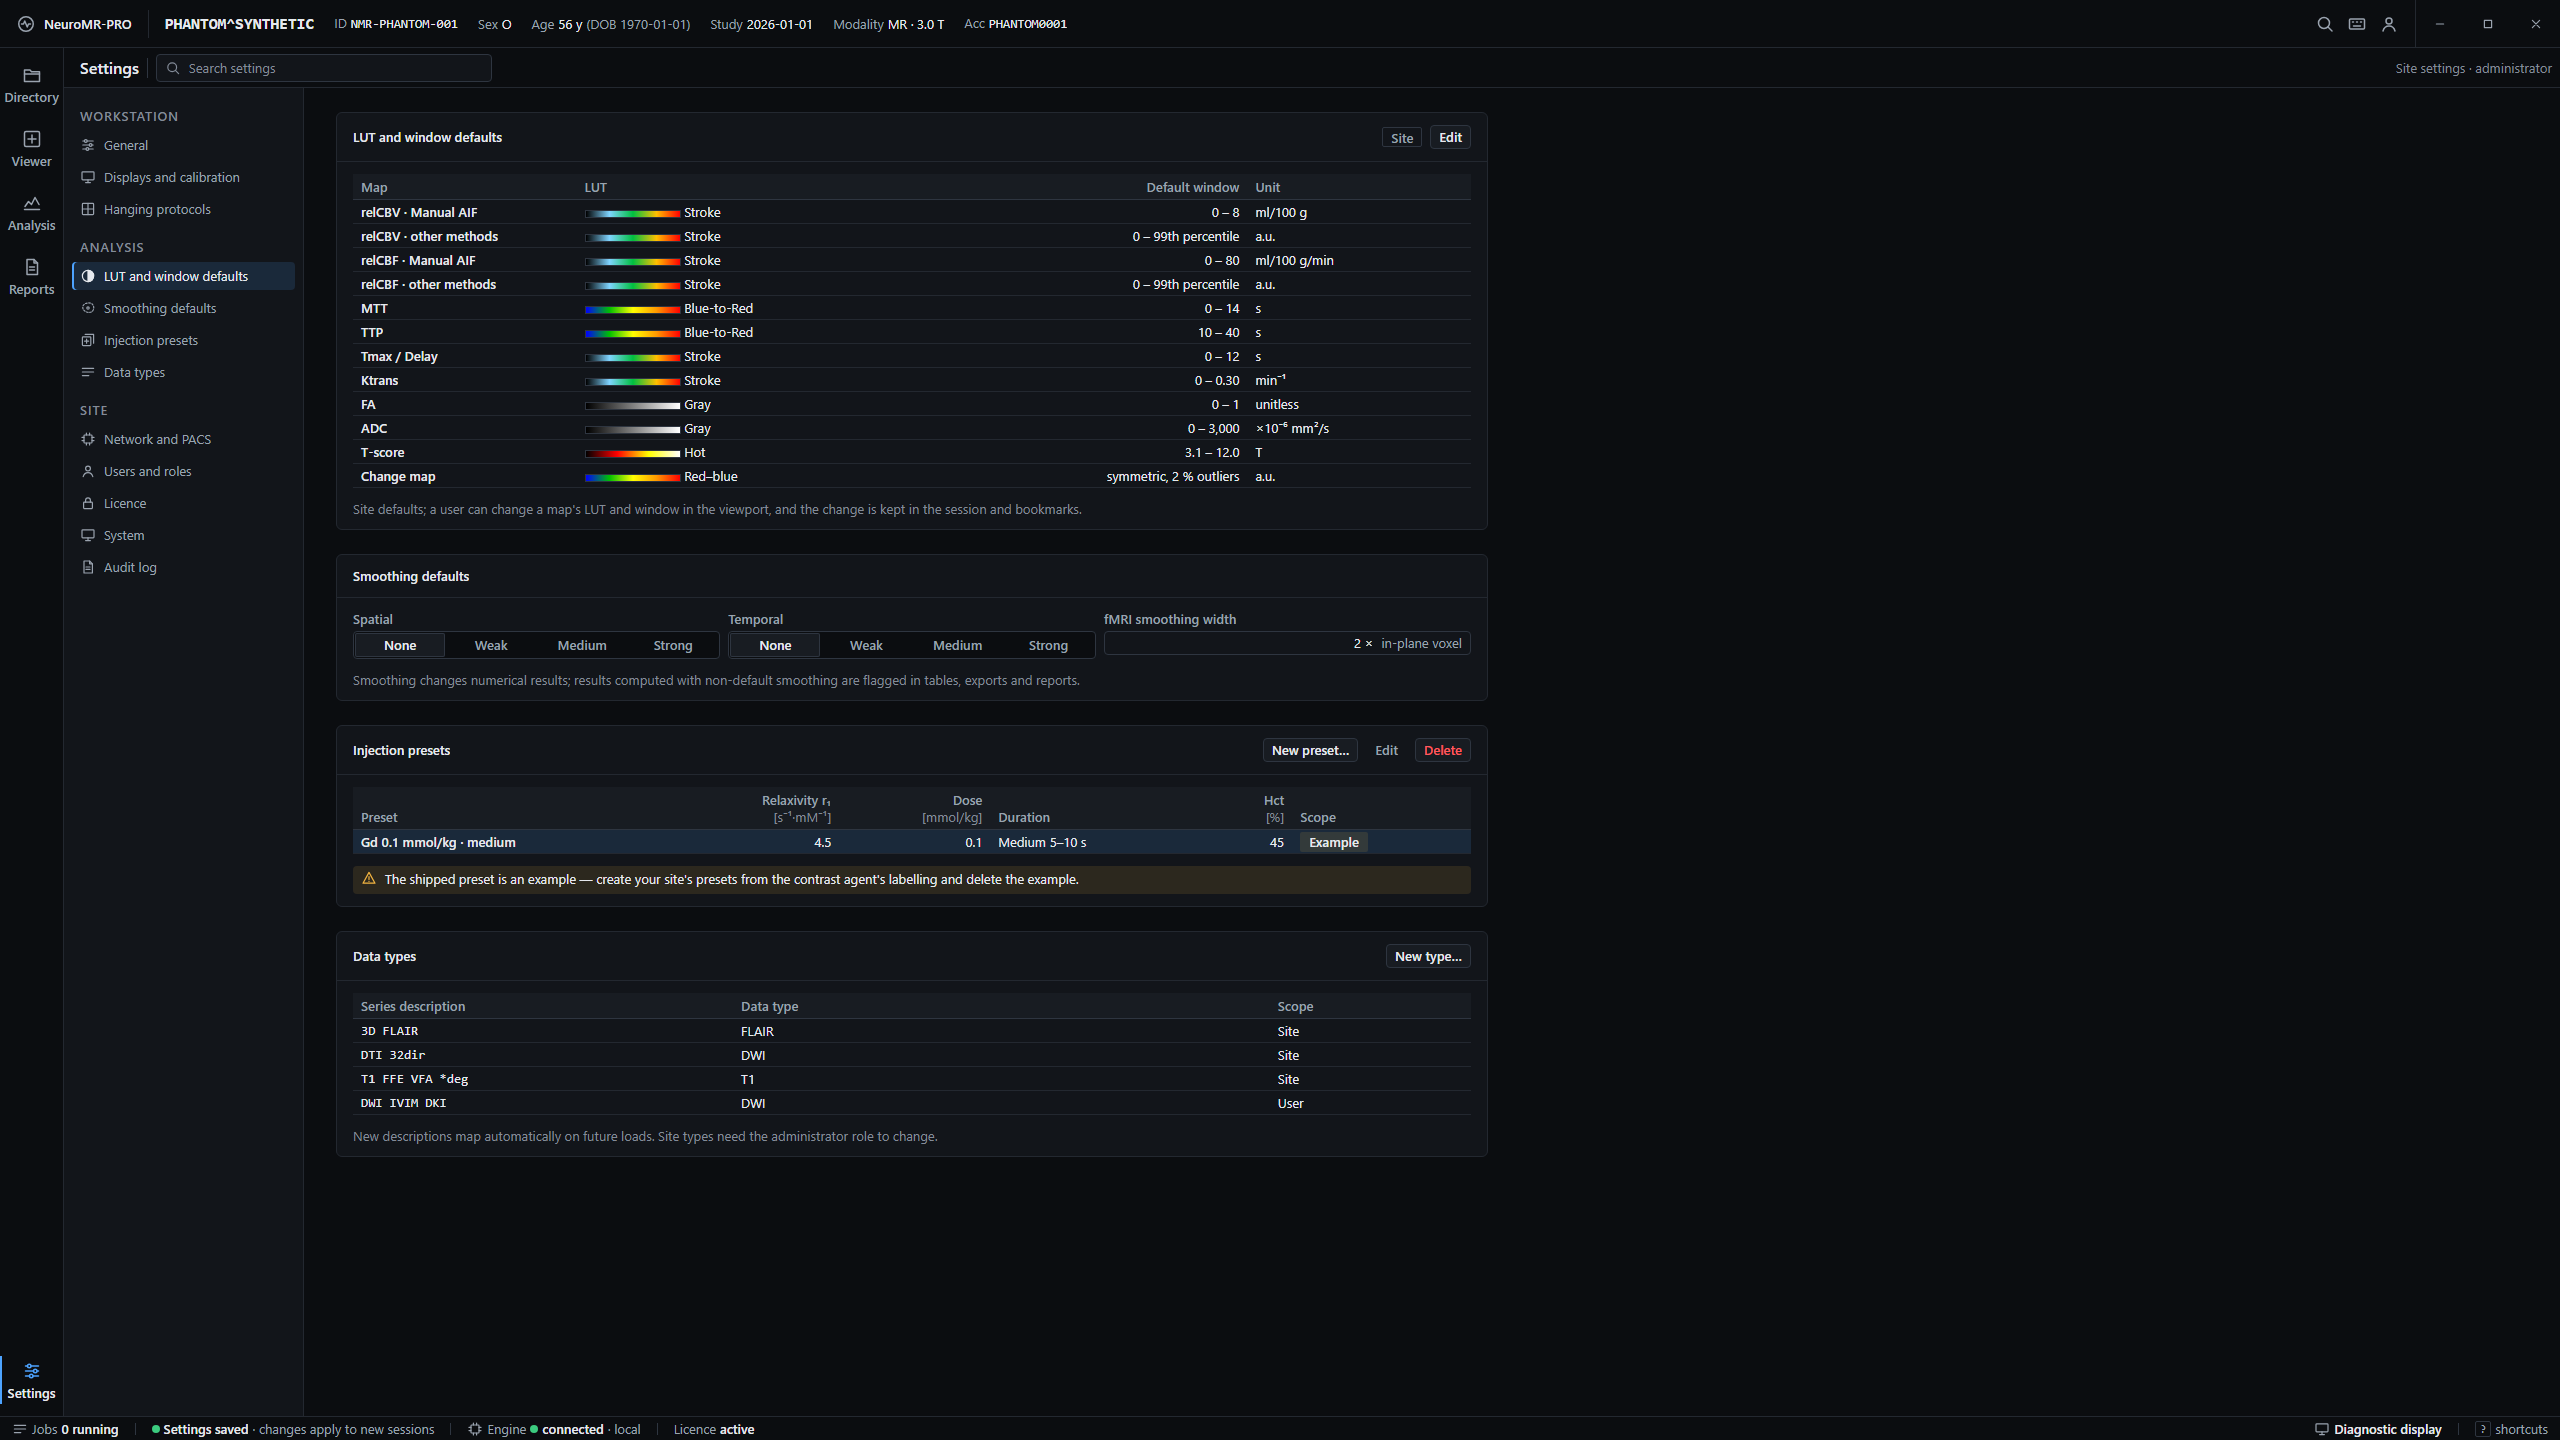 NeuroMR-PRO PHANTOM^SYNTHETIC ID NMR-PHANTOM-001 Sex O Age 56 y (DOB 1970-01-01) Study 2026-01-01 Modality MR · 3.0 T Acc PHANTOM0001
Directory
Viewer
Analysis
Reports
Settings
Settings Search settings Site settings · administrator
WORKSTATION
General
Displays and calibration
Hanging protocols
ANALYSIS
LUT and window defaults
Smoothing defaults
Injection presets
Data types
SITE
Network and PACS
Users and roles
Licence
System
Audit log
LUT and window defaults Site Edit
Map LUT Default window Unit
relCBV · Manual AIF Stroke 0 – 8 ml/100 g
relCBV · other methods Stroke 0 – 99th percentile a.u.
relCBF · Manual AIF Stroke 0 – 80 ml/100 g/min
relCBF · other methods Stroke 0 – 99th percentile a.u.
MTT Blue-to-Red 0 – 14 s
TTP Blue-to-Red 10 – 40 s
Tmax / Delay Stroke 0 – 12 s
Ktrans Stroke 0 – 0.30 min⁻¹
FA Gray 0 – 1 unitless
ADC Gray 0 – 3,000 ×10⁻⁶ mm²/s
T-score Hot 3.1 – 12.0 T
Change map Red–blue symmetric, 2 % outliers a.u.
Site defaults; a user can change a map's LUT and window in the viewport, and the change is kept in the session and bookmarks.
Smoothing defaults
Spatial Temporal fMRI smoothing width
None Weak Medium Strong None Weak Medium Strong 2 × in-plane voxel
Smoothing changes numerical results; results computed with non-default smoothing are flagged in tables, exports and reports.
Injection presets New preset... Edit Delete
Relaxivity r₁ Dose Hct
Preset [s⁻¹·mM⁻¹] [mmol/kg] Duration [%] Scope
Gd 0.1 mmol/kg · medium 4.5 0.1 Medium 5–10 s 45 Example
The shipped preset is an example — create your site's presets from the contrast agent's labelling and delete the example.
Data types New type...
Series description Data type Scope
3D FLAIR FLAIR Site
DTI 32dir DWI Site
T1 FFE VFA *deg T1 Site
DWI IVIM DKI DWI User
New descriptions map automatically on future loads. Site types need the administrator role to change.
Jobs 0 running Settings saved · changes apply to new sessions Engine connected · local Licence active Diagnostic display ? shortcuts